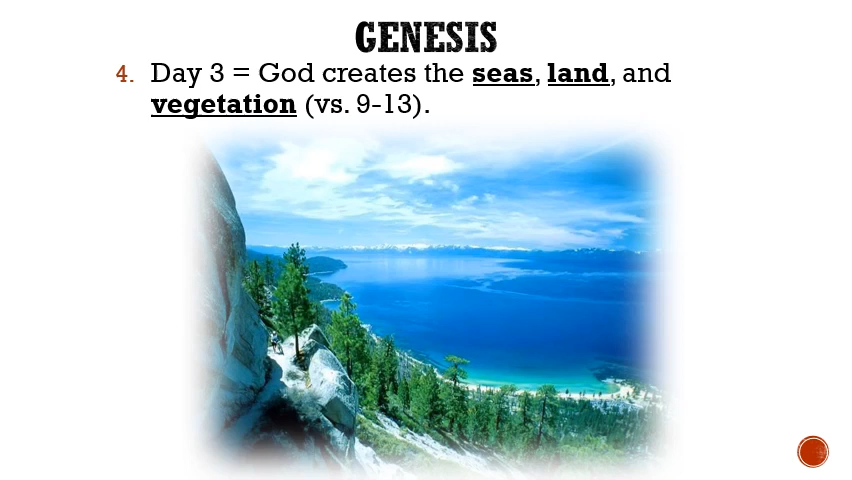 GENESIS
4. Day 3 = God creates the seas, land, and
vegetation (vs. 9-13).